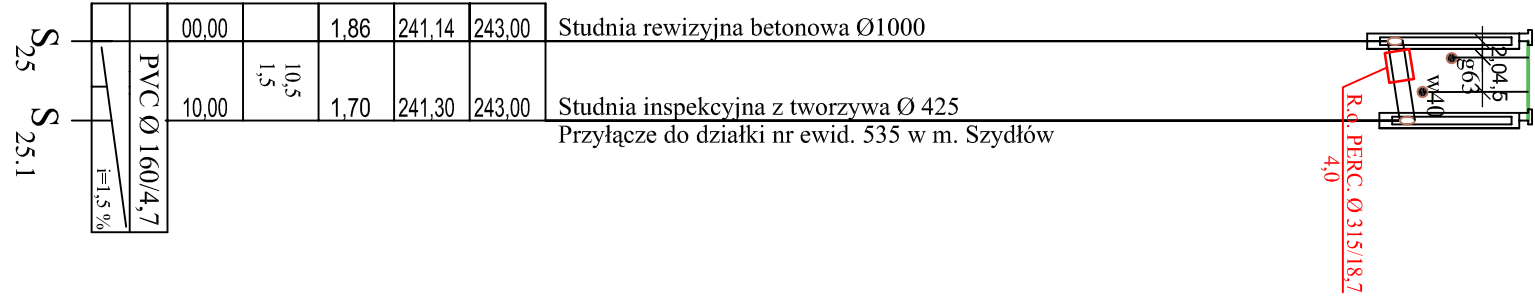 S25
00,00 1,86 241,14 243,00 Studnia rewizyjna betonowa Ø1000
10,5
1,5
S25.1
10,00 1,70 241,30 243,00 Studnia inspekcyjna z tworzywa Ø 425
Przyłącze do działki nr ewid. 535 w m. Szydłów
PVC Ø 160/4,7
i=1,5 %
2,04,5
g63
w40
R.o. PERC. Ø 315/18,7
4,0